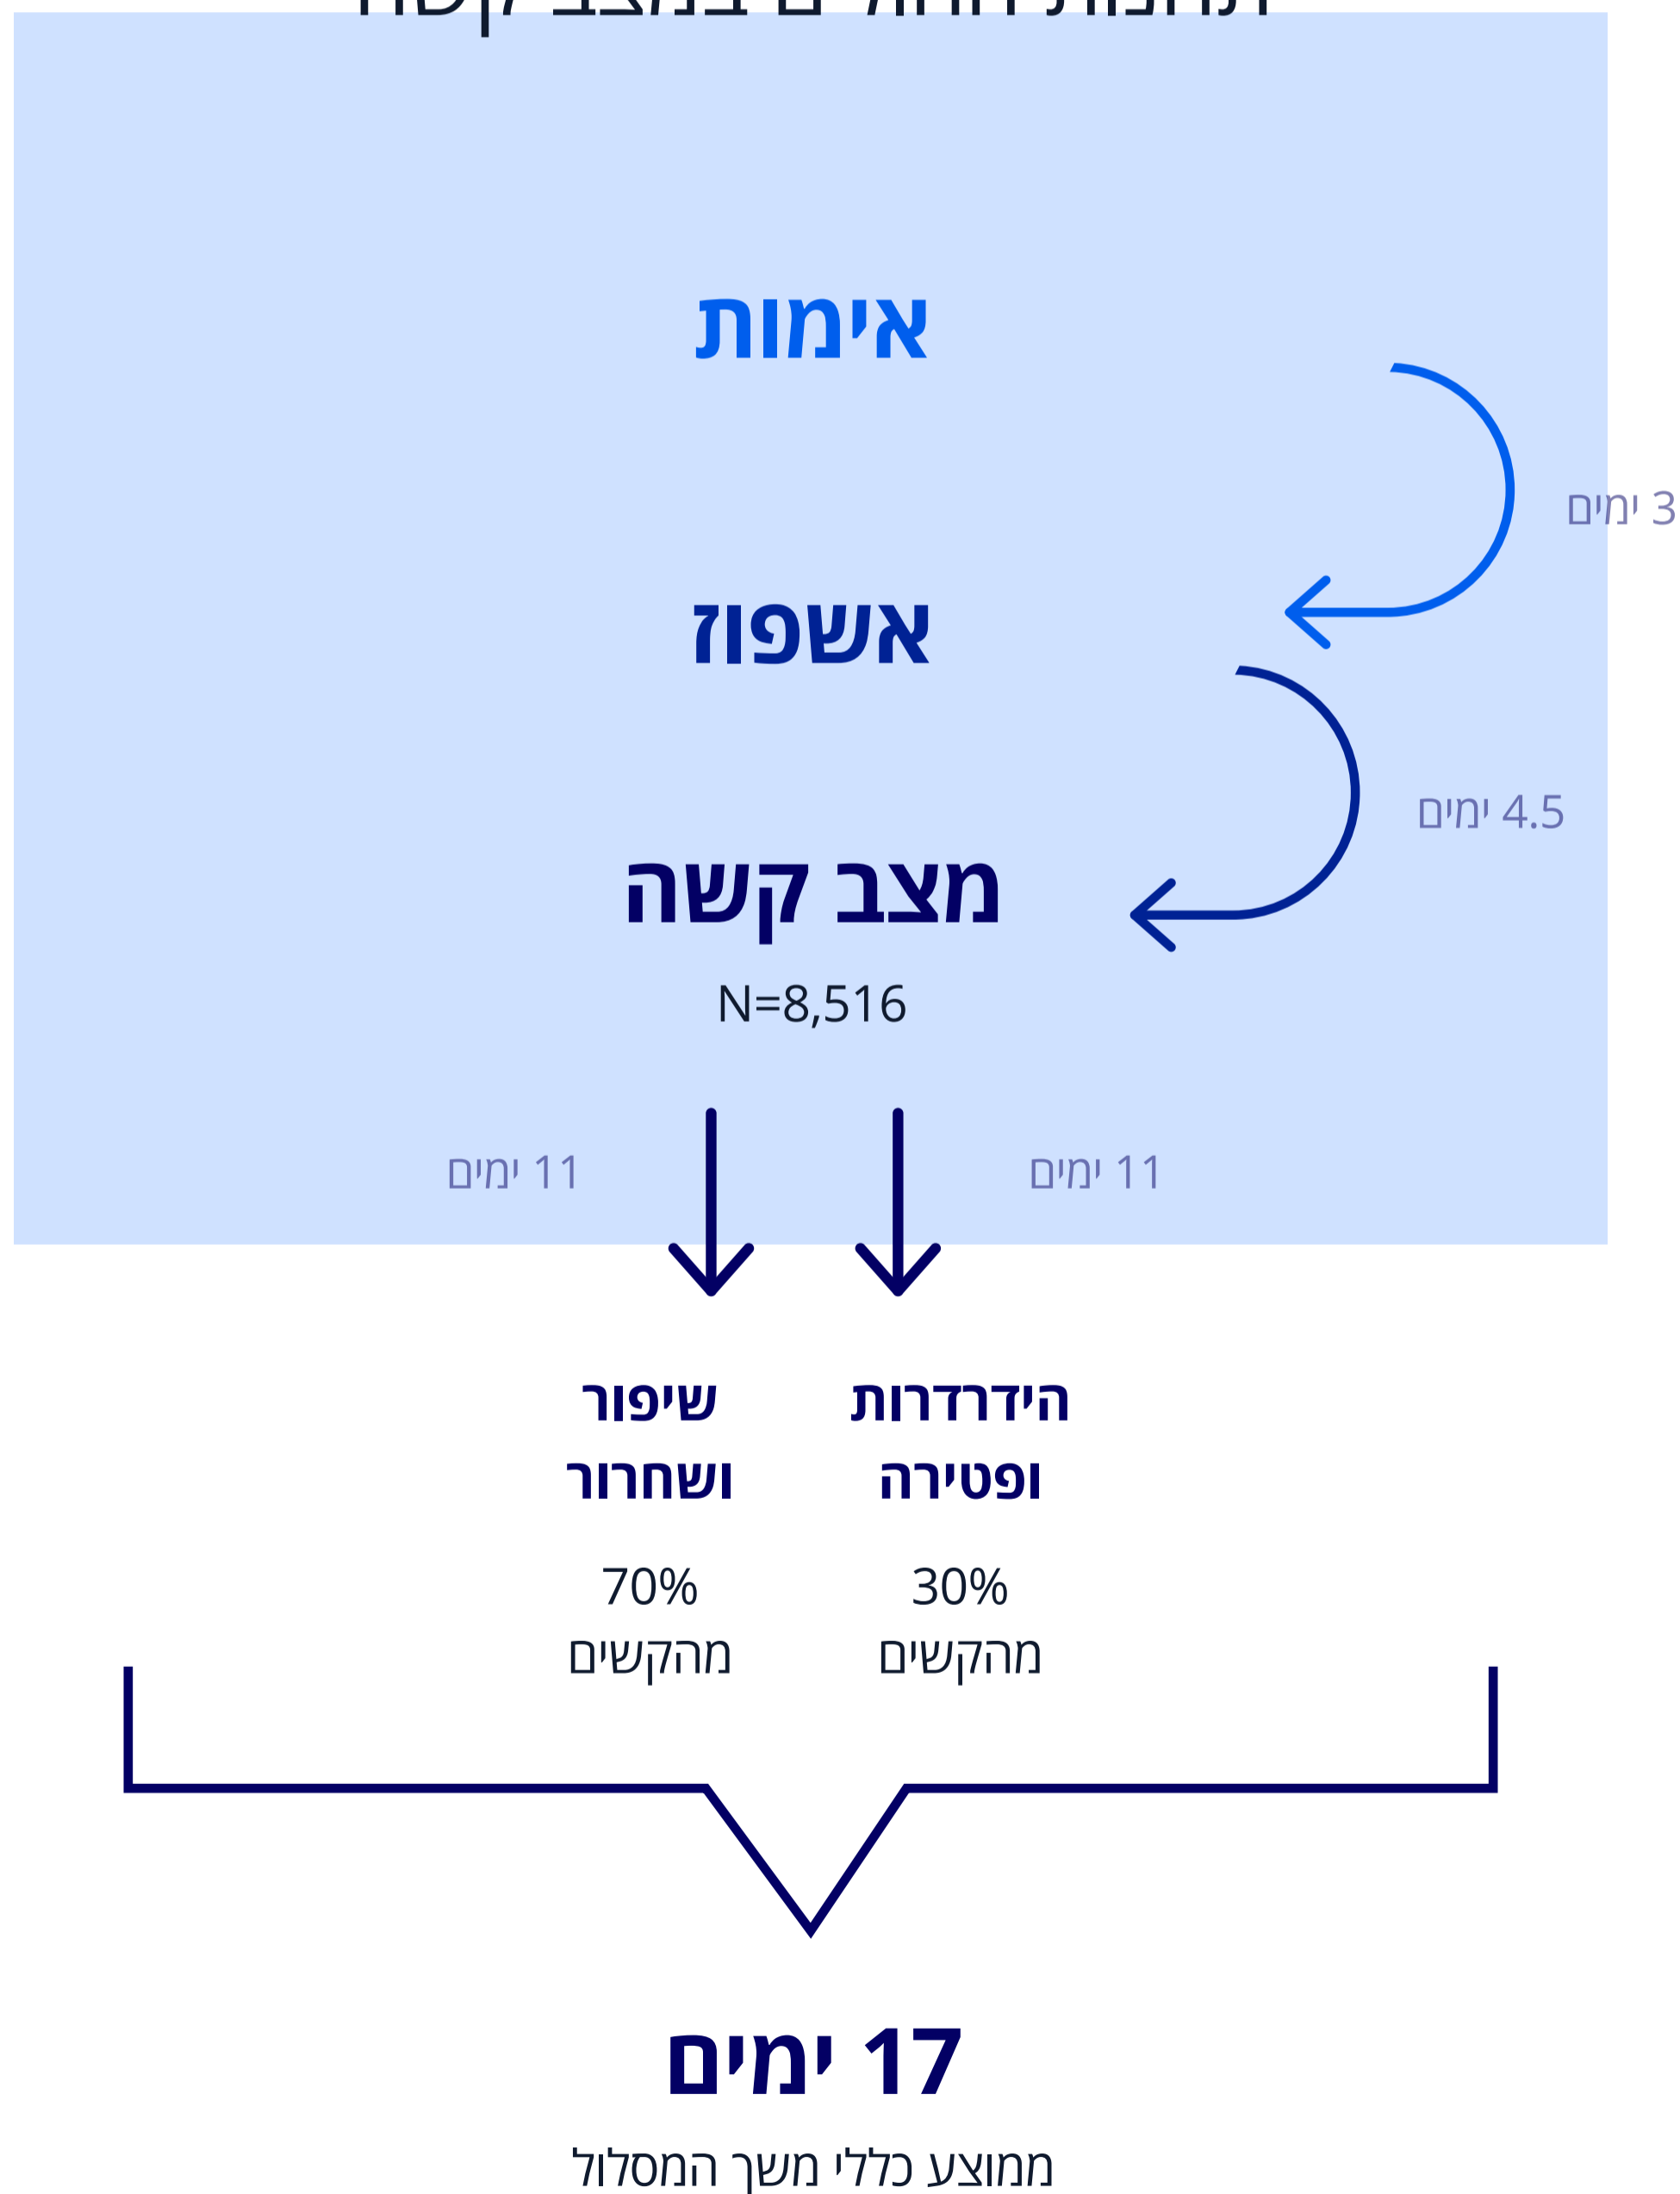 אימות
3 ימים
אשפוז
4.5 ימים
מצב קשה
N=8,516
11 ימים
11 ימים
הידרדרות
ופטירה
30%
מהקשים
שיפור
ושחרור
70%
מהקשים
17 ימים
ממוצע כללי משך המסלול